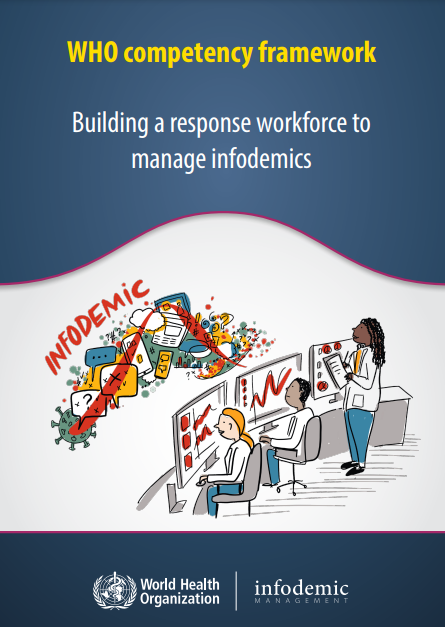 WHO competency framework
Building a response workforce to
manage infodemics
INFODEMIC
?
??
World Health
Organization
infodemic
MANAGEMENT